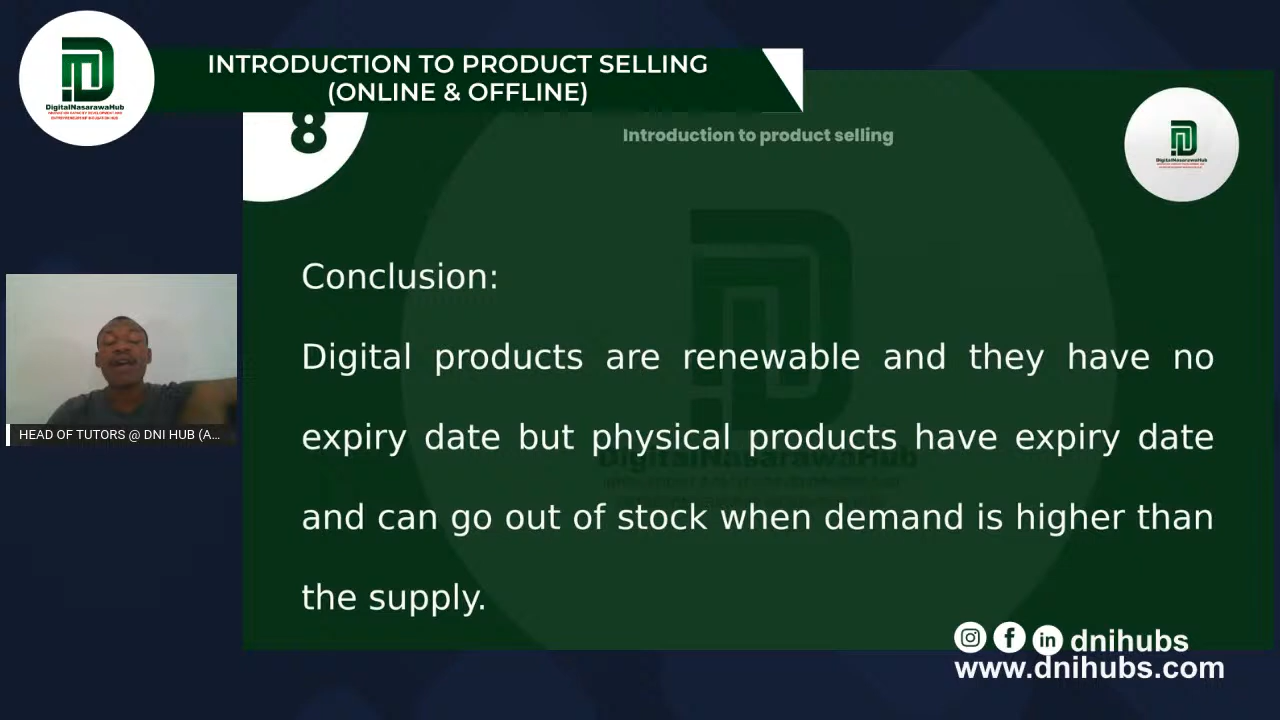 INTRODUCTION TO PRODUCT SELLING
(ONLINE & OFFLINE)
DigitalNasarawaHub
8
Introduction to product selling
DigitalNasarawaHub
Conclusion:
Digital products are renewable and they have no
expiry date but physical products have expiry date
and can go out of stock when demand is higher than
the supply.
DigitalNasarawaHub
HEAD OF TUTORS @ DNI HUB (A...
dnihubs
www.dnihubs.com